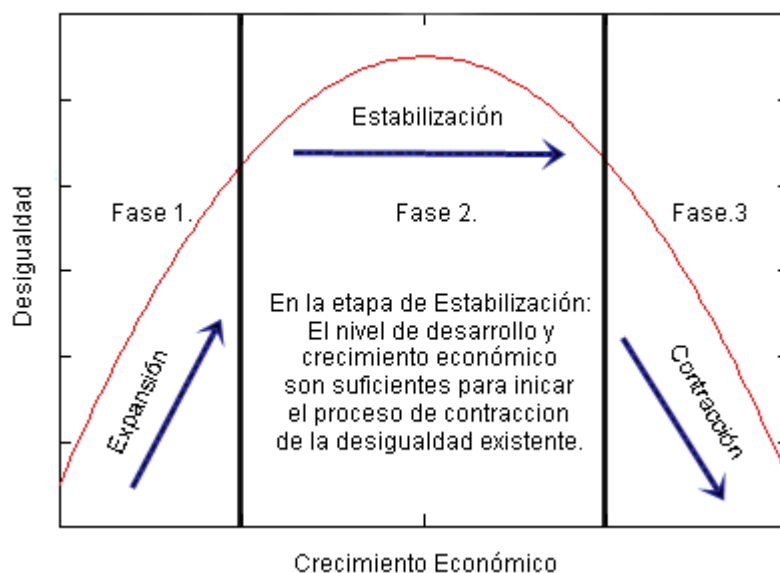 Estabilización
Fase 1.
Fase 2.
Fase.3
Desigualdad
En la etapa de Estabilización:
El nivel de desarrollo y
crecimiento económico
son suficientes para inicar
el proceso de contraccion
de la desigualdad existente.
Expansión
Contracción
Crecimiento Económico